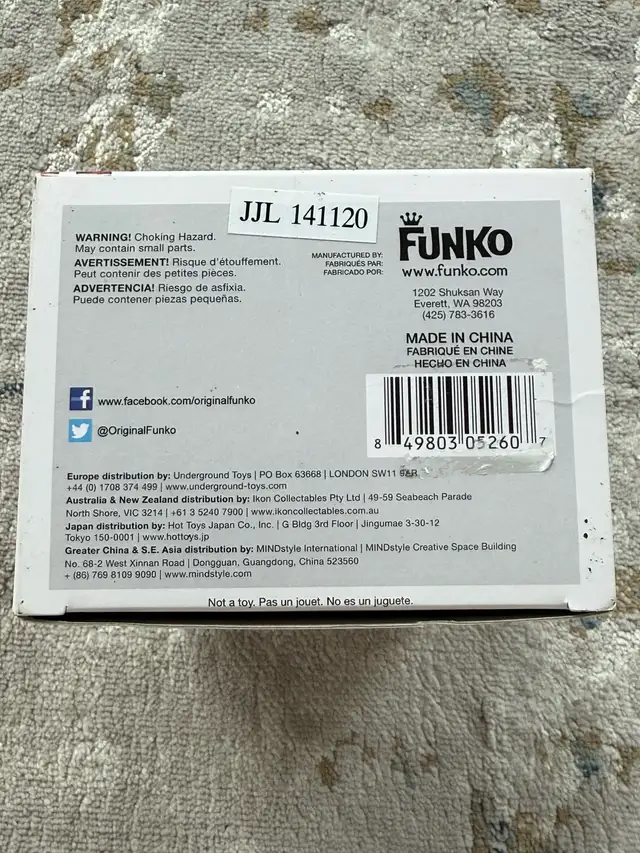 JJL 141120
WARNING! Choking Hazard.
May contain small parts.
AVERTISSEMENT! Risque d'étouffement.
Peut contenir des petites pièces.
ADVERTENCIA! Riesgo de asfixia.
Puede contener piezas pequeñas.
MANUFACTURED BY:
FABRIQUÉS PAR:
FABRICADO POR:
FUNKO
www.funko.com
1202 Shuksan Way
Everett, WA 98203
(425) 783-3616
MADE IN CHINA
FABRIQUÉ EN CHINE
HECHO EN CHINA
8 49803 05260 7
f www.facebook.com/originalfunko
@OriginalFunko
Europe distribution by: Underground Toys | PO Box 63668 | LONDON SW11 9AR
+44 (0) 1708 374 499 | www.underground-toys.com
Australia & New Zealand distribution by: Ikon Collectables Pty Ltd | 49-59 Seabeach Parade
North Shore, VIC 3214 | +61 3 5240 7900 | www.ikoncollectables.com.au
Japan distribution by: Hot Toys Japan Co., Inc. | G Bldg 3rd Floor | Jingumae 3-30-12
Tokyo 150-0001 | www.hottoys.jp
Greater China & S.E. Asia distribution by: MINDstyle International | MINDstyle Creative Space Building
No. 68-2 West Xinnan Road | Dongguan, Guangdong, China 523560
+ (86) 769 8109 9090 | www.mindstyle.com
Not a toy. Pas un jouet. No es un juguete.